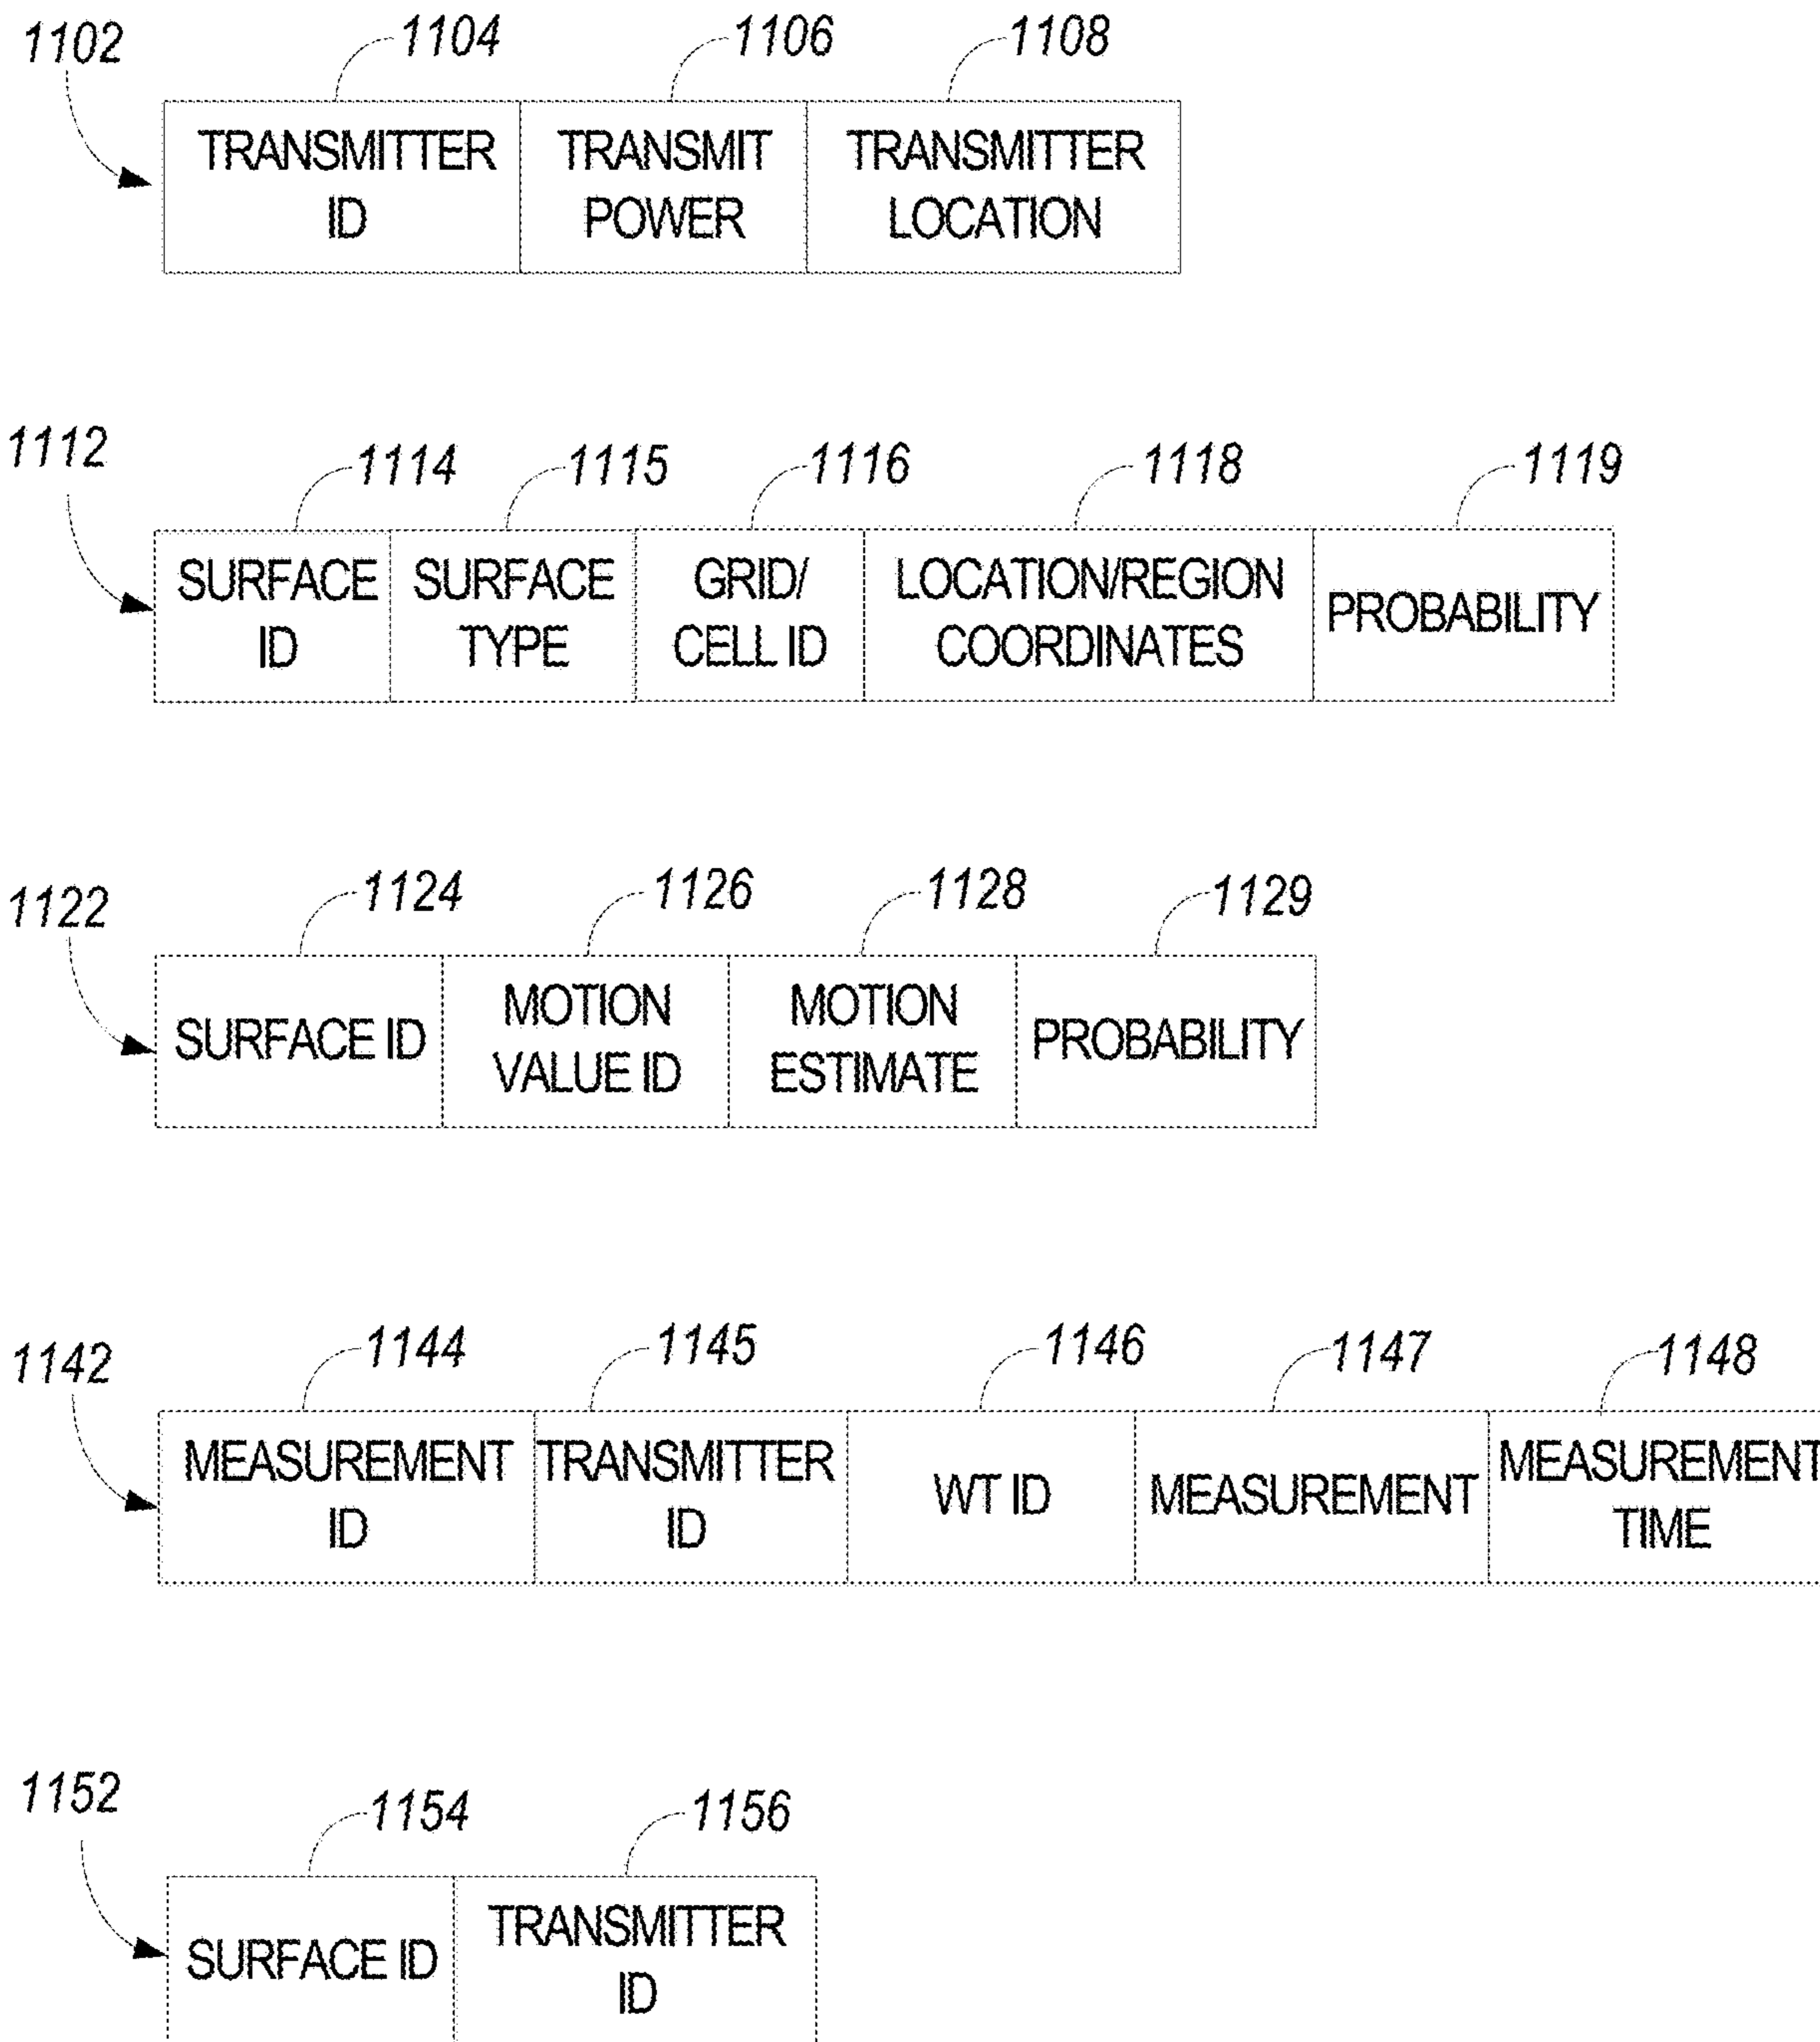 1102
1104
1106
1108
TRANSMITTER
ID
TRANSMIT
POWER
TRANSMITTER
LOCATION
1112
1114
1115
1116
1118
1119
SURFACE
ID
SURFACE
TYPE
GRID/
CELL ID
LOCATION/REGION
COORDINATES
PROBABILITY
1122
1124
1126
1128
1129
SURFACE ID
MOTION
VALUE ID
MOTION
ESTIMATE
PROBABILITY
1142
1144
1145
1146
1147
1148
MEASUREMENT
ID
TRANSMITTER
ID
WT ID
MEASUREMENT
MEASUREMENT
TIME
1152
1154
1156
SURFACE ID
TRANSMITTER
ID